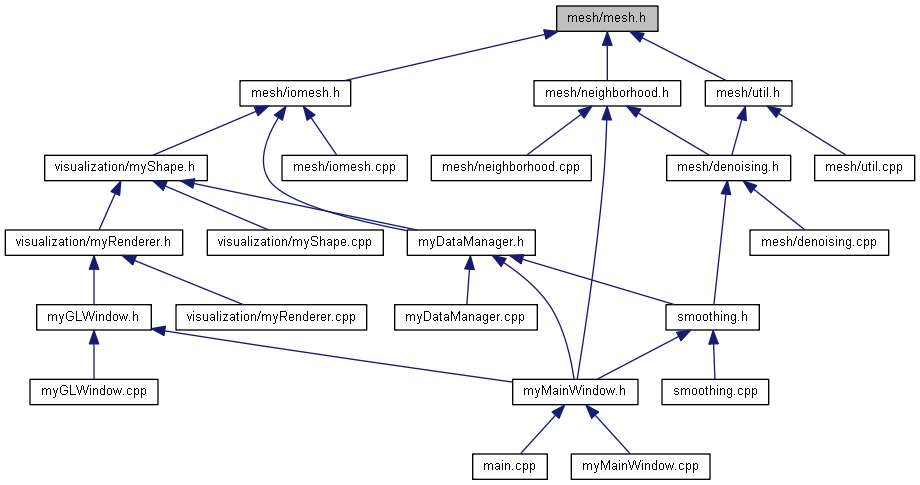 mesh/mesh.h
mesh/iomesh.h
mesh/neighborhood.h
mesh/util.h
visualization/myShape.h
mesh/iomesh.cpp
mesh/neighborhood.cpp
mesh/denoising.h
mesh/util.cpp
visualization/myRenderer.h
visualization/myShape.cpp
myDataManager.h
mesh/denoising.cpp
myGLWindow.h
visualization/myRenderer.cpp
myDataManager.cpp
smoothing.h
myGLWindow.cpp
myMainWindow.h
smoothing.cpp
main.cpp
myMainWindow.cpp